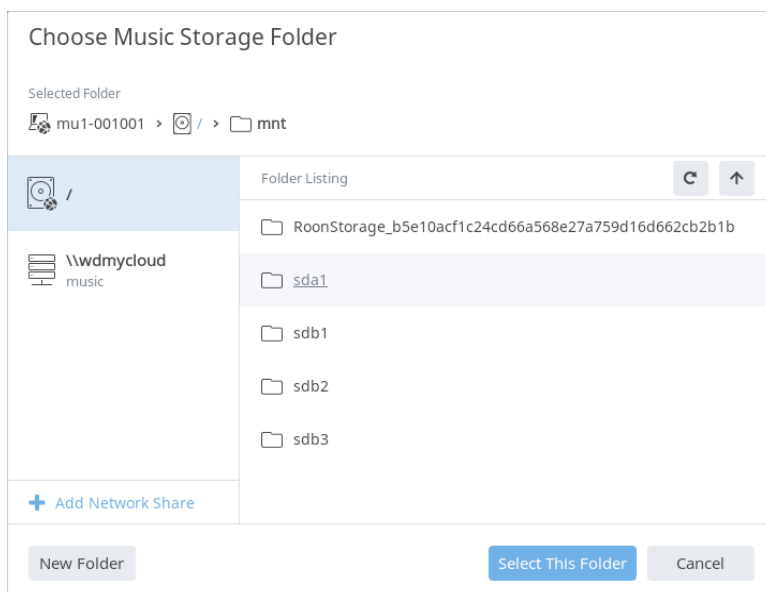 Choose Music Storage Folder
Selected Folder
mu1-001001 > / > mnt
/
\\wdmycloud
music
Add Network Share
Folder Listing
RoonStorage_b5e10acf1c24cd66a568e27a759d16d662cb2b1b
sda1
sdb1
sdb2
sdb3
New Folder
Select This Folder
Cancel